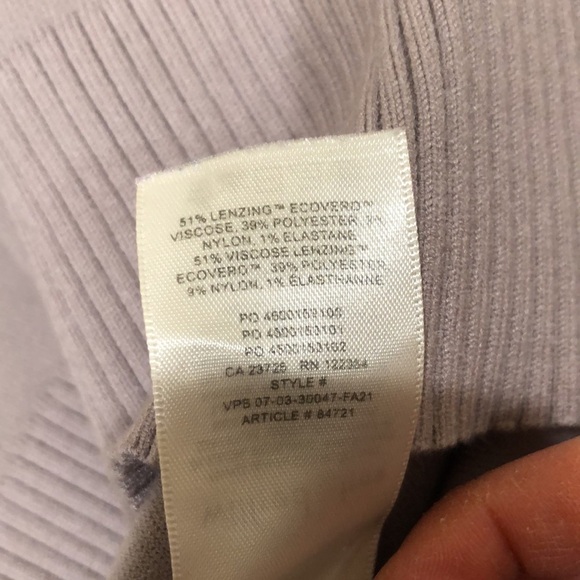 51% LENZING™ ECOVERO™
VISCOSE, 39% POLYESTER, 9%
NYLON, 1% ELASTANE
51% VISCOSE LENZING™
ECOVERO™, 39% POLYESTER,
9% NYLON, 1% ÉLASTHANNE
PO 4500153100
PO 4500153101
PO 4500153102
CA 23725 RN 122354
STYLE #
VPS 07-03-30047-FA21
ARTICLE # 84721